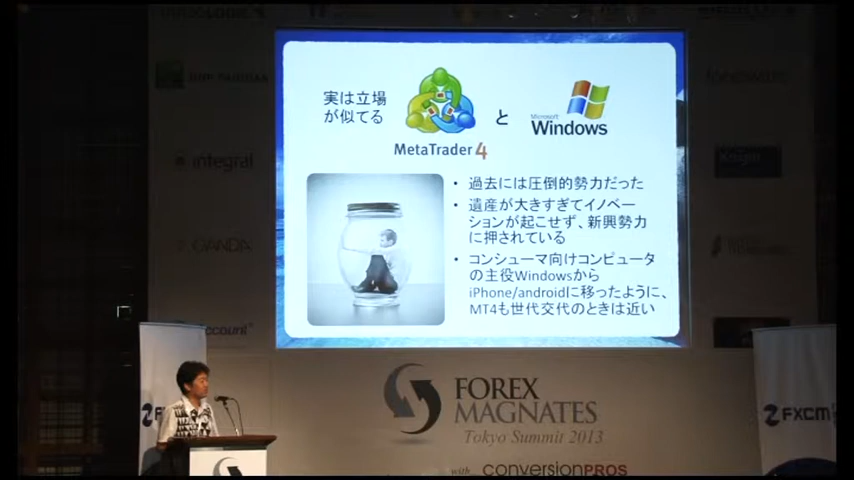 実は立場
が似てる
と
MetaTrader 4
Microsoft
Windows
• 過去には圧倒的勢力だった
• 遺産が大きすぎてイノベー
ションが起こせず、新興勢力
に押されている
• コンシューマ向けコンピュータ
の主役Windowsから
iPhone/androidに移ったように、
MT4も世代交代のときは近い
BNP PARIBAS
integral
OANDA
ccount
FOREX
MAGNATES
Tokyo Summit 2013
with conversionPROS
FXCM